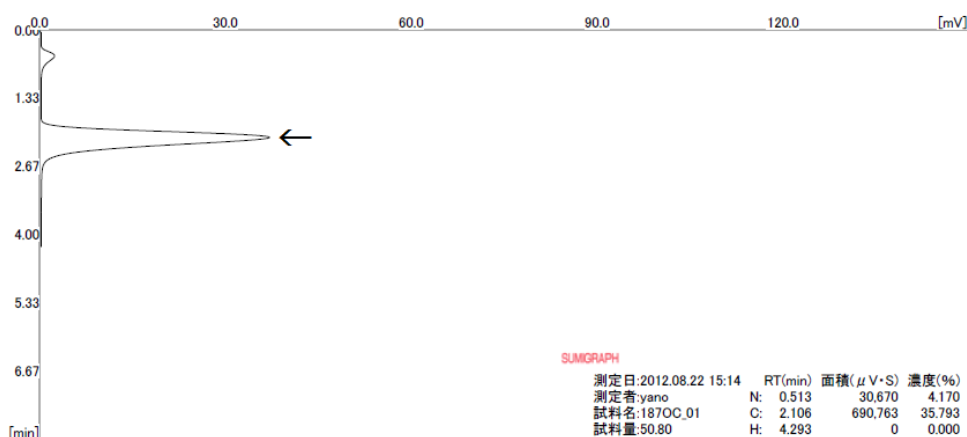 0.0 30.0 60.0 90.0 120.0 [mV]
0.00
1.33
2.67
4.00
5.33
6.67
[min]
SUMIGRAPH
測定日:2012.08.22 15:14 RT(min) 面積(μV・S) 濃度(%)
測定者:yano N: 0.513 30,670 4.170
試料名:187OC_01 C: 2.106 690,763 35.793
試料量:50.80 H: 4.293 0 0.000